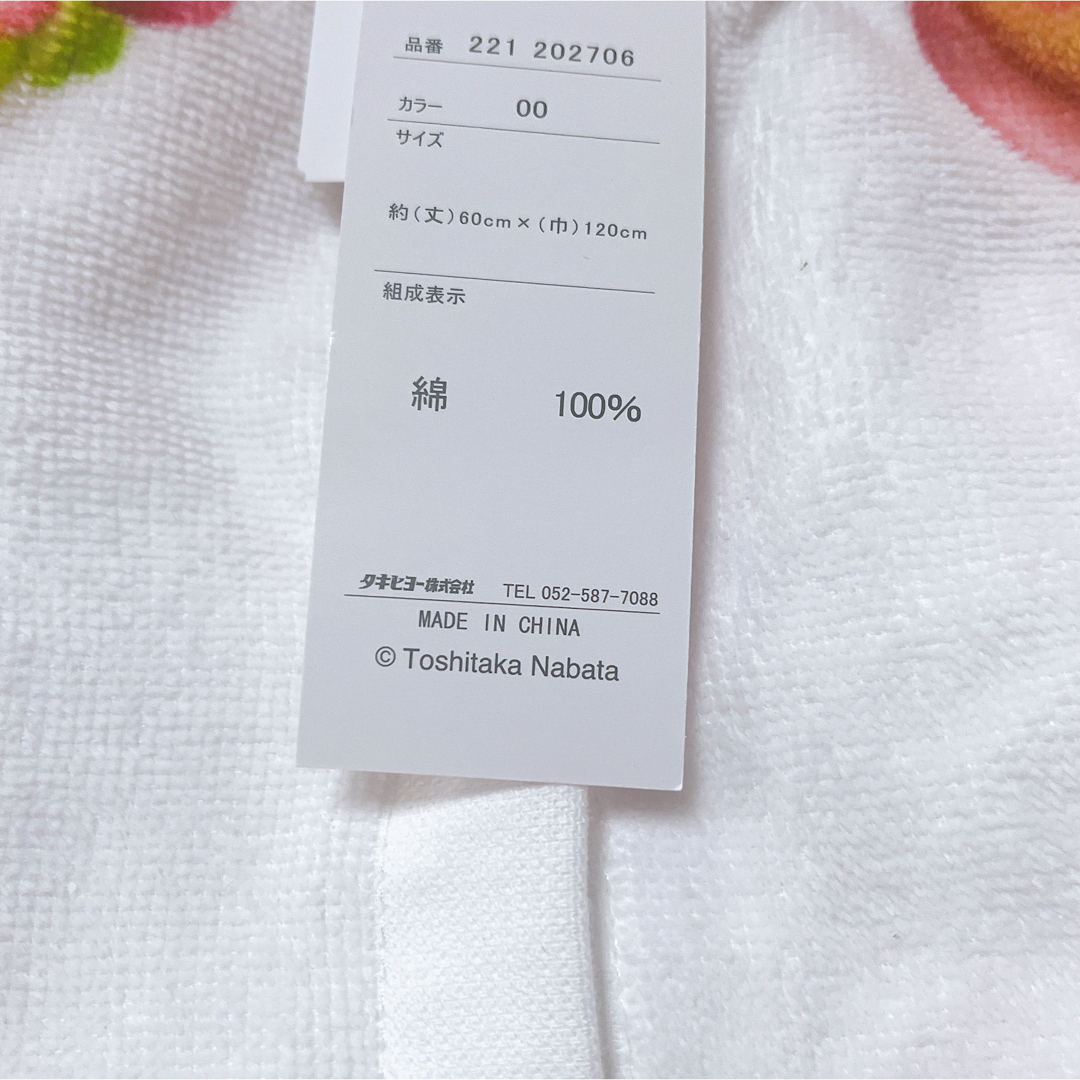 品番 221 202706
カラー 00
サイズ
約(丈)60cm×(巾)120cm
組成表示
綿 100%
タキヒヨー株式会社 TEL 052-587-7088
MADE IN CHINA
© Toshitaka Nabata